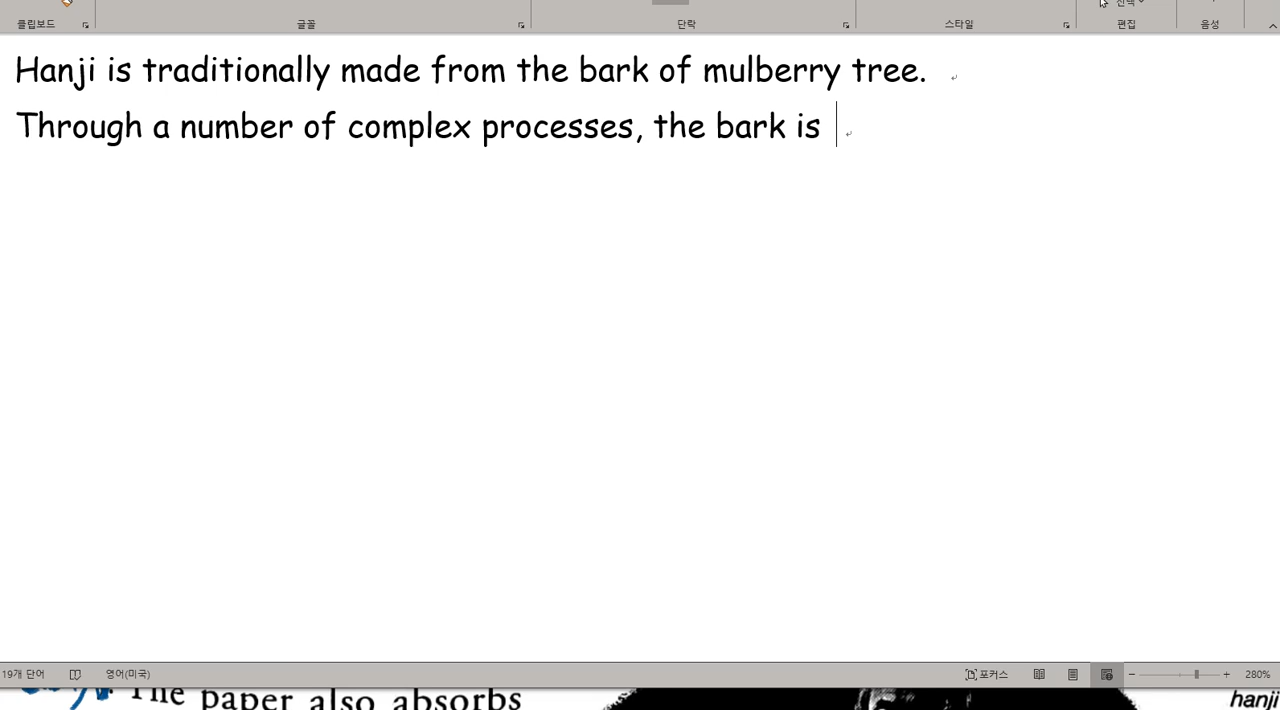 클립보드
글꼴
단락
스타일
편집
음성
Hanji is traditionally made from the bark of mulberry tree.
Through a number of complex processes, the bark is
19개 단어
영어(미국)
포커스
280%
The paper also absorbs
hanji